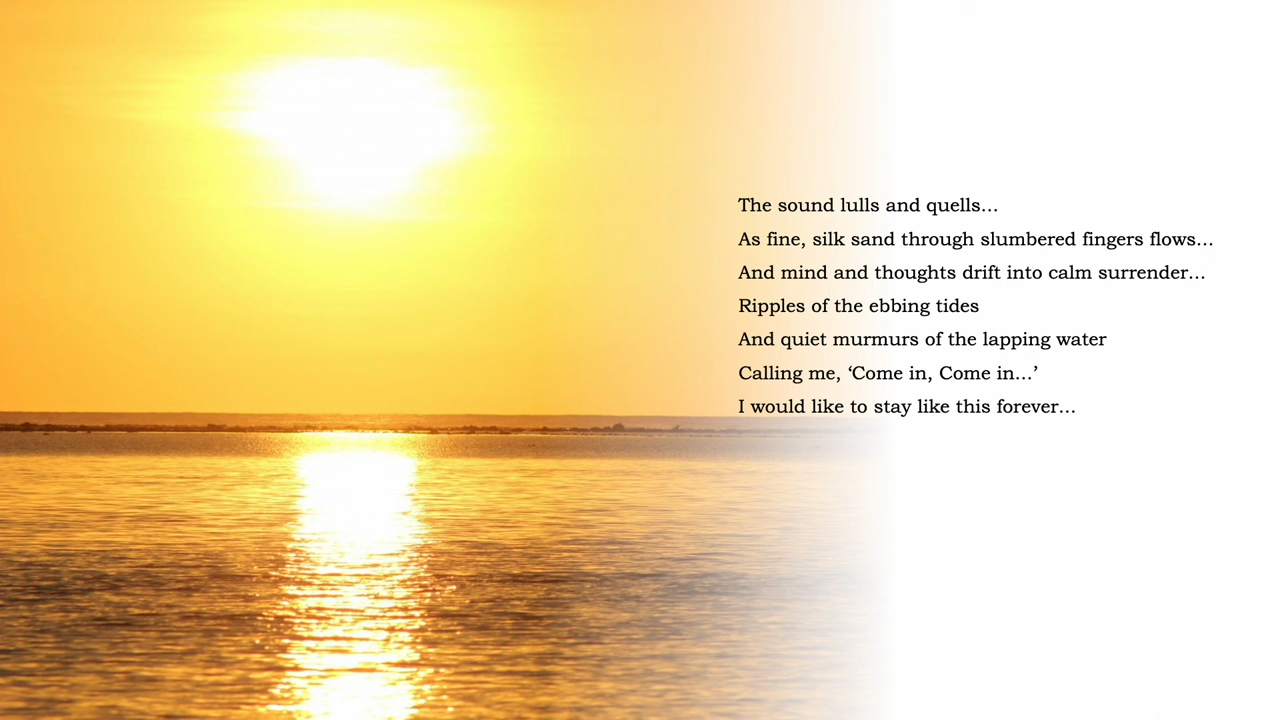 The sound lulls and quells…
As fine, silk sand through slumbered fingers flows…
And mind and thoughts drift into calm surrender…
Ripples of the ebbing tides
And quiet murmurs of the lapping water
Calling me, ‘Come in, Come in…’
I would like to stay like this forever…